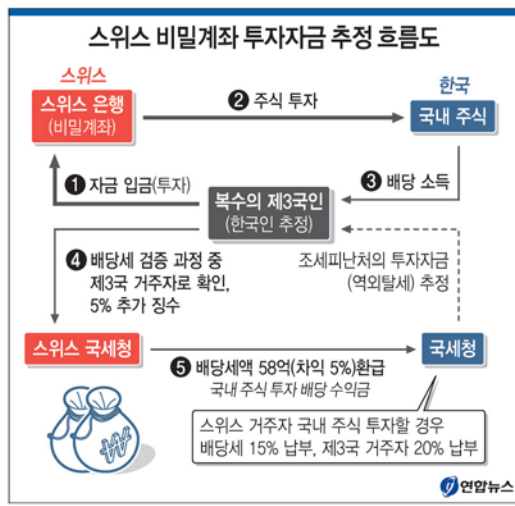 스위스 비밀계좌 투자자금 추정 흐름도
스위스
한국
스위스 은행
(비밀계좌)
❷ 주식 투자
국내 주식
❶ 자금 입금(투자)
❸ 배당 소득
복수의 제3국인
(한국인 추정)
❹ 배당세 검증 과정 중
제3국 거주자로 확인,
5% 추가 징수
조세피난처의 투자자금
(역외탈세) 추정
스위스 국세청
국세청
❺ 배당세액 58억(차익 5%)환급
국내 주식 투자 배당 수익금
스위스 거주자 국내 주식 투자할 경우
배당세 15% 납부, 제3국 거주자 20% 납부
₩
y 연합뉴스